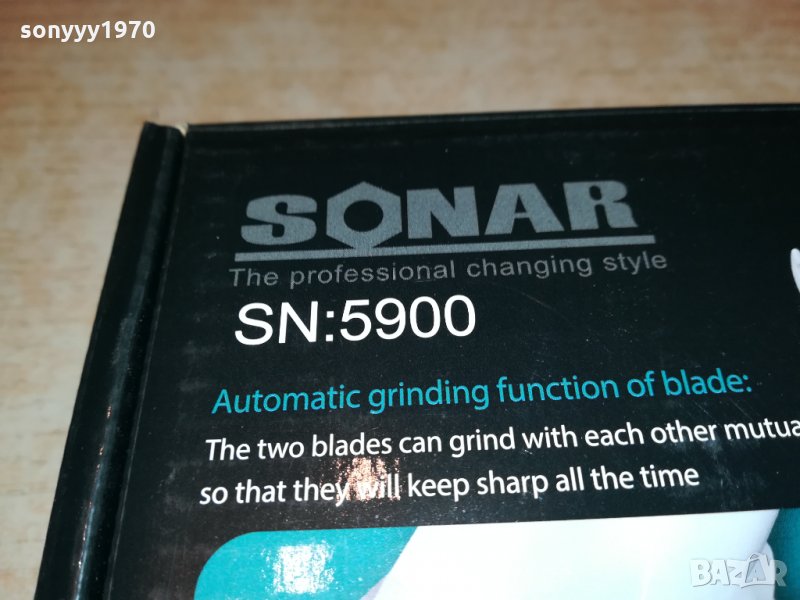 sonyyy1970
SONAR
The professional changing style
SN:5900
Automatic grinding function of blade:
The two blades can grind with each other
so that they will keep sharp all the time
BAZAR